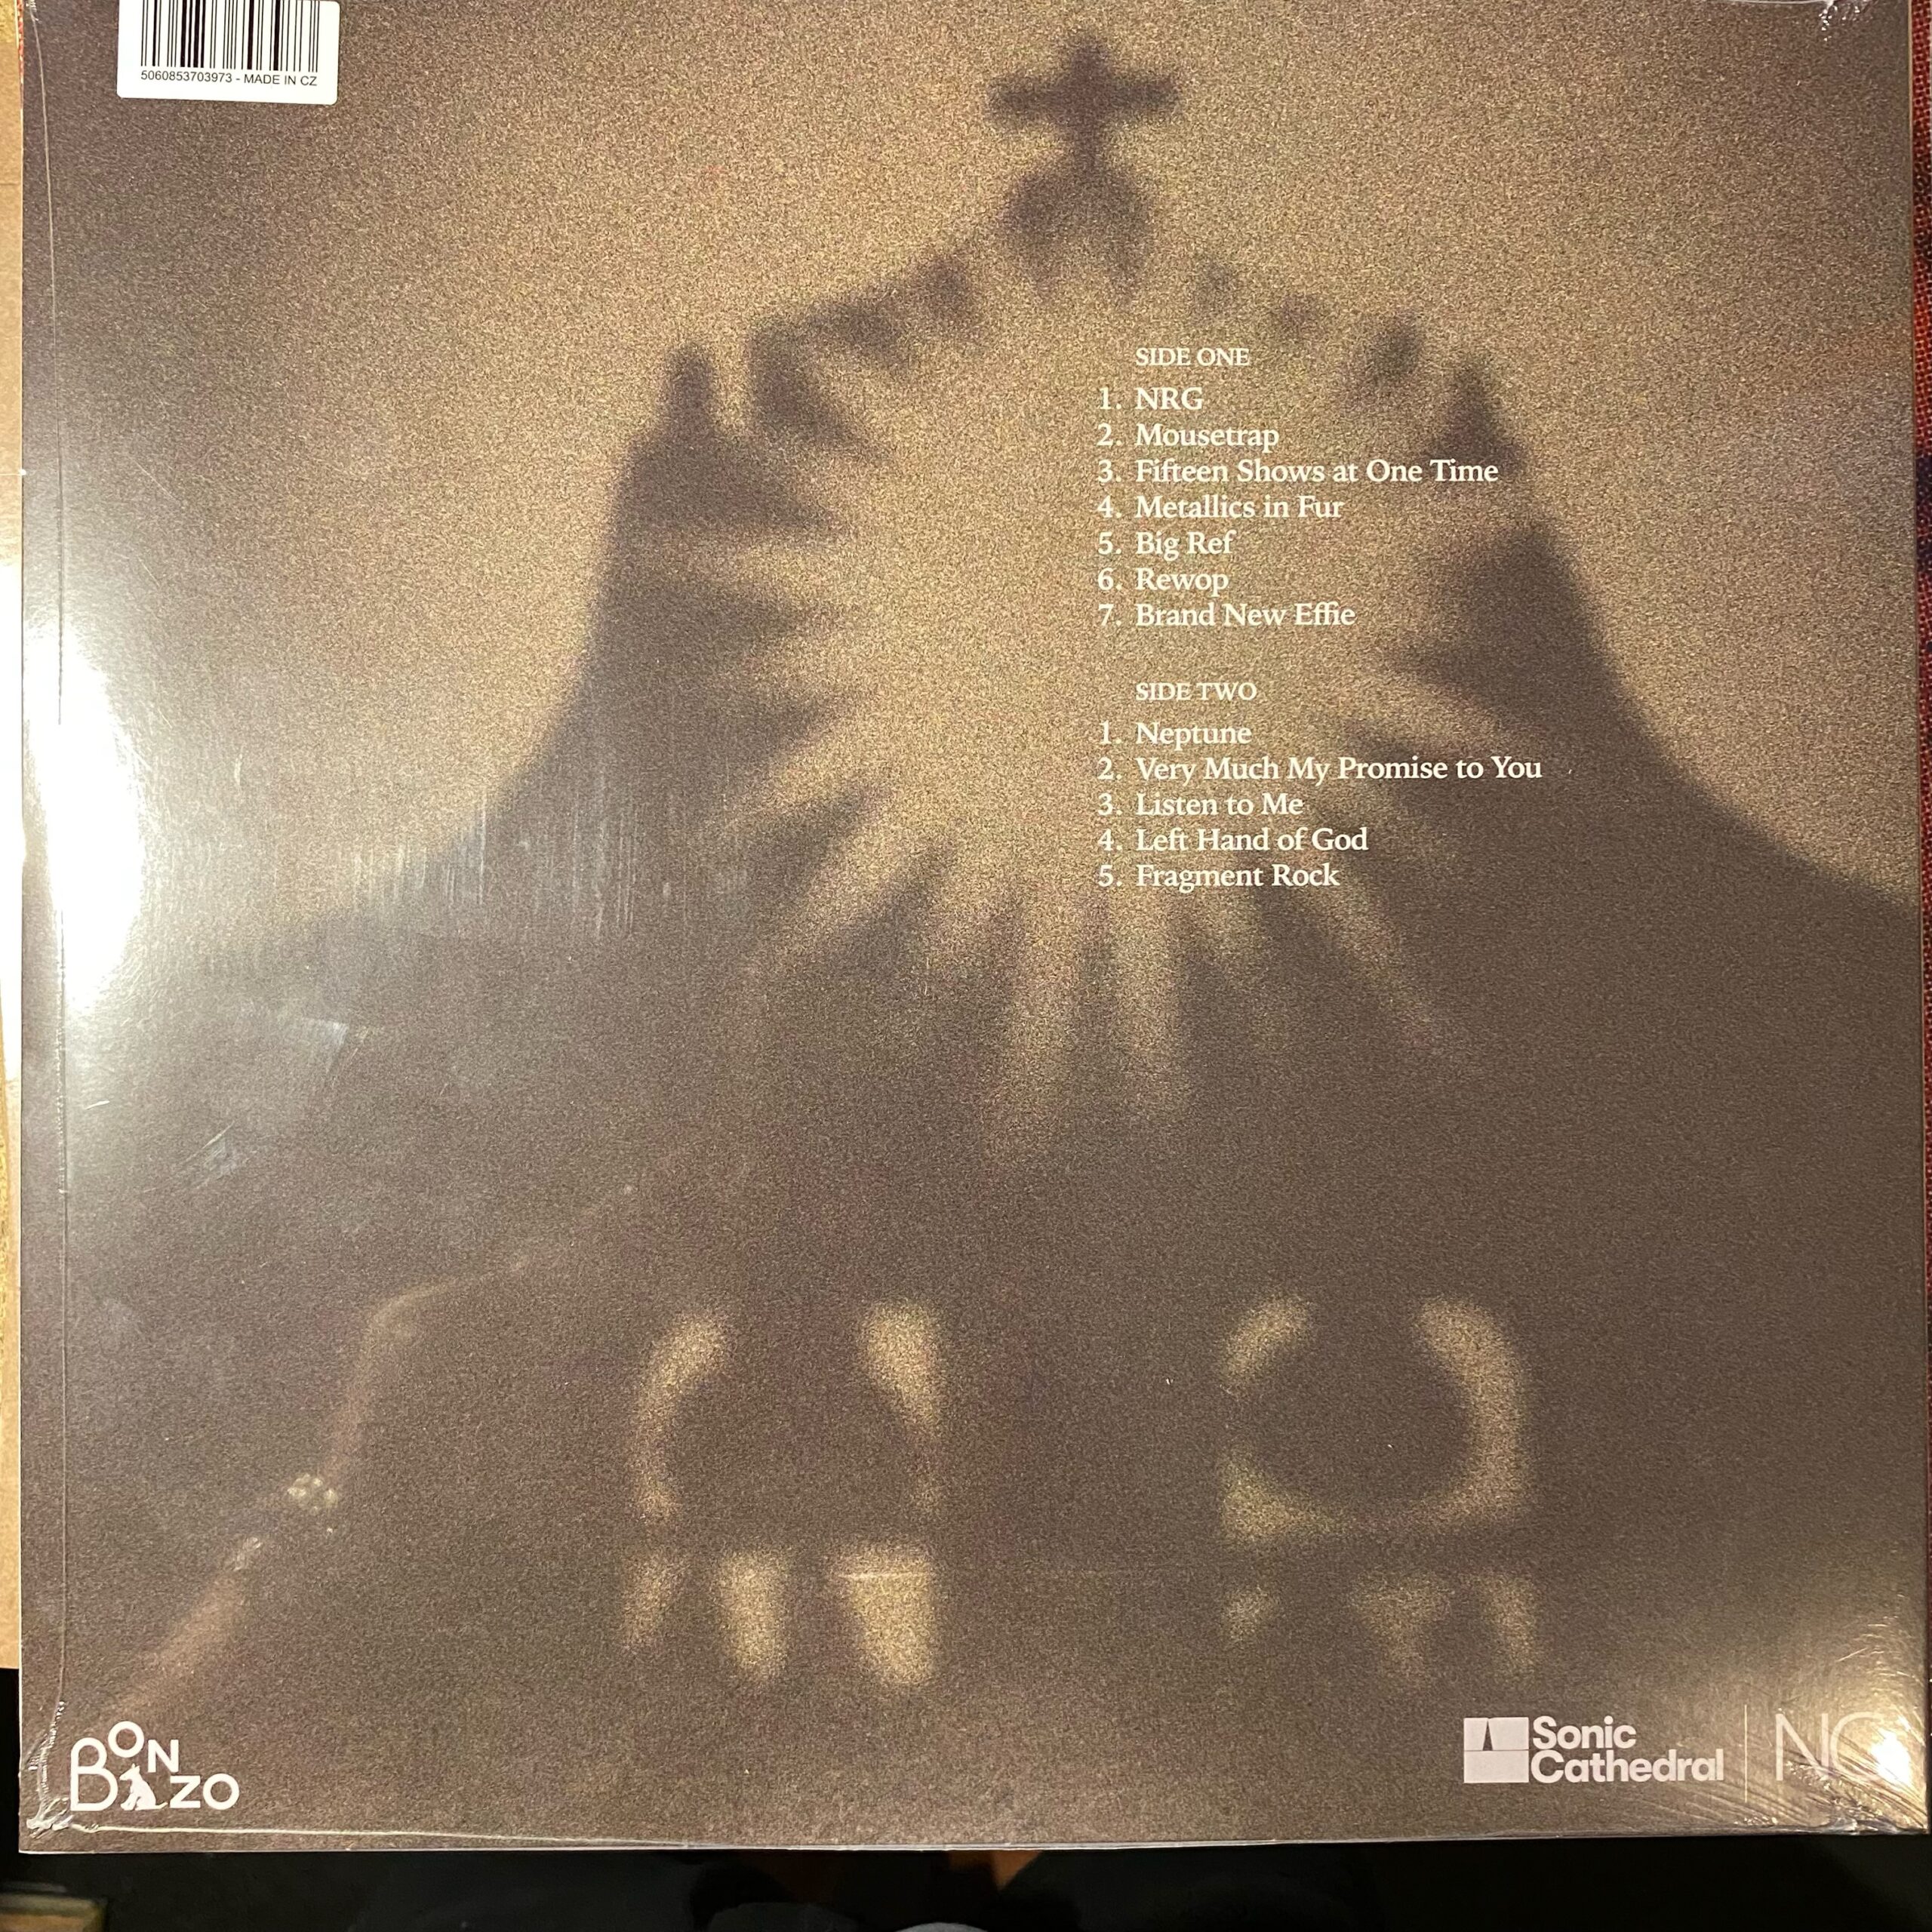 5060853703973 - MADE IN CZ
SIDE ONE
1. NRG
2. Mousetrap
3. Fifteen Shows at One Time
4. Metallics in Fur
5. Big Ref
6. Rewop
7. Brand New Effie
SIDE TWO
1. Neptune
2. Very Much My Promise to You
3. Listen to Me
4. Left Hand of God
5. Fragment Rock
BONBAZO
Sonic
Cathedral